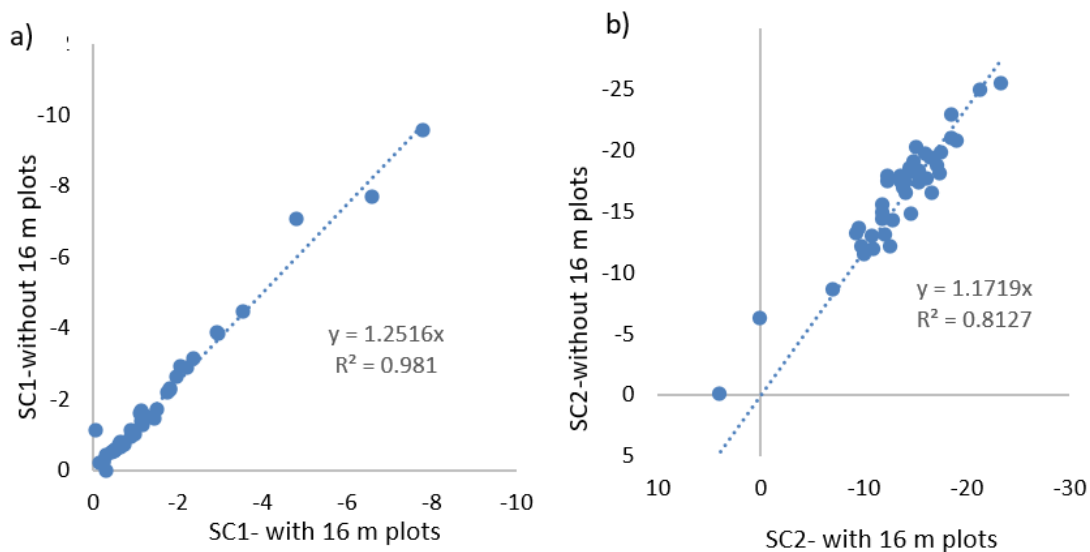 a)
-10
-8
-6
-4
-2
0
0
-2
-4
-6
-8
-10
SC1-without 16 m plots
SC1- with 16 m plots
y = 1.2516x
R² = 0.981
b)
-25
-20
-15
-10
-5
0
5
10
0
-10
-20
-30
SC2-without 16 m plots
SC2- with 16 m plots
y = 1.1719x
R² = 0.8127